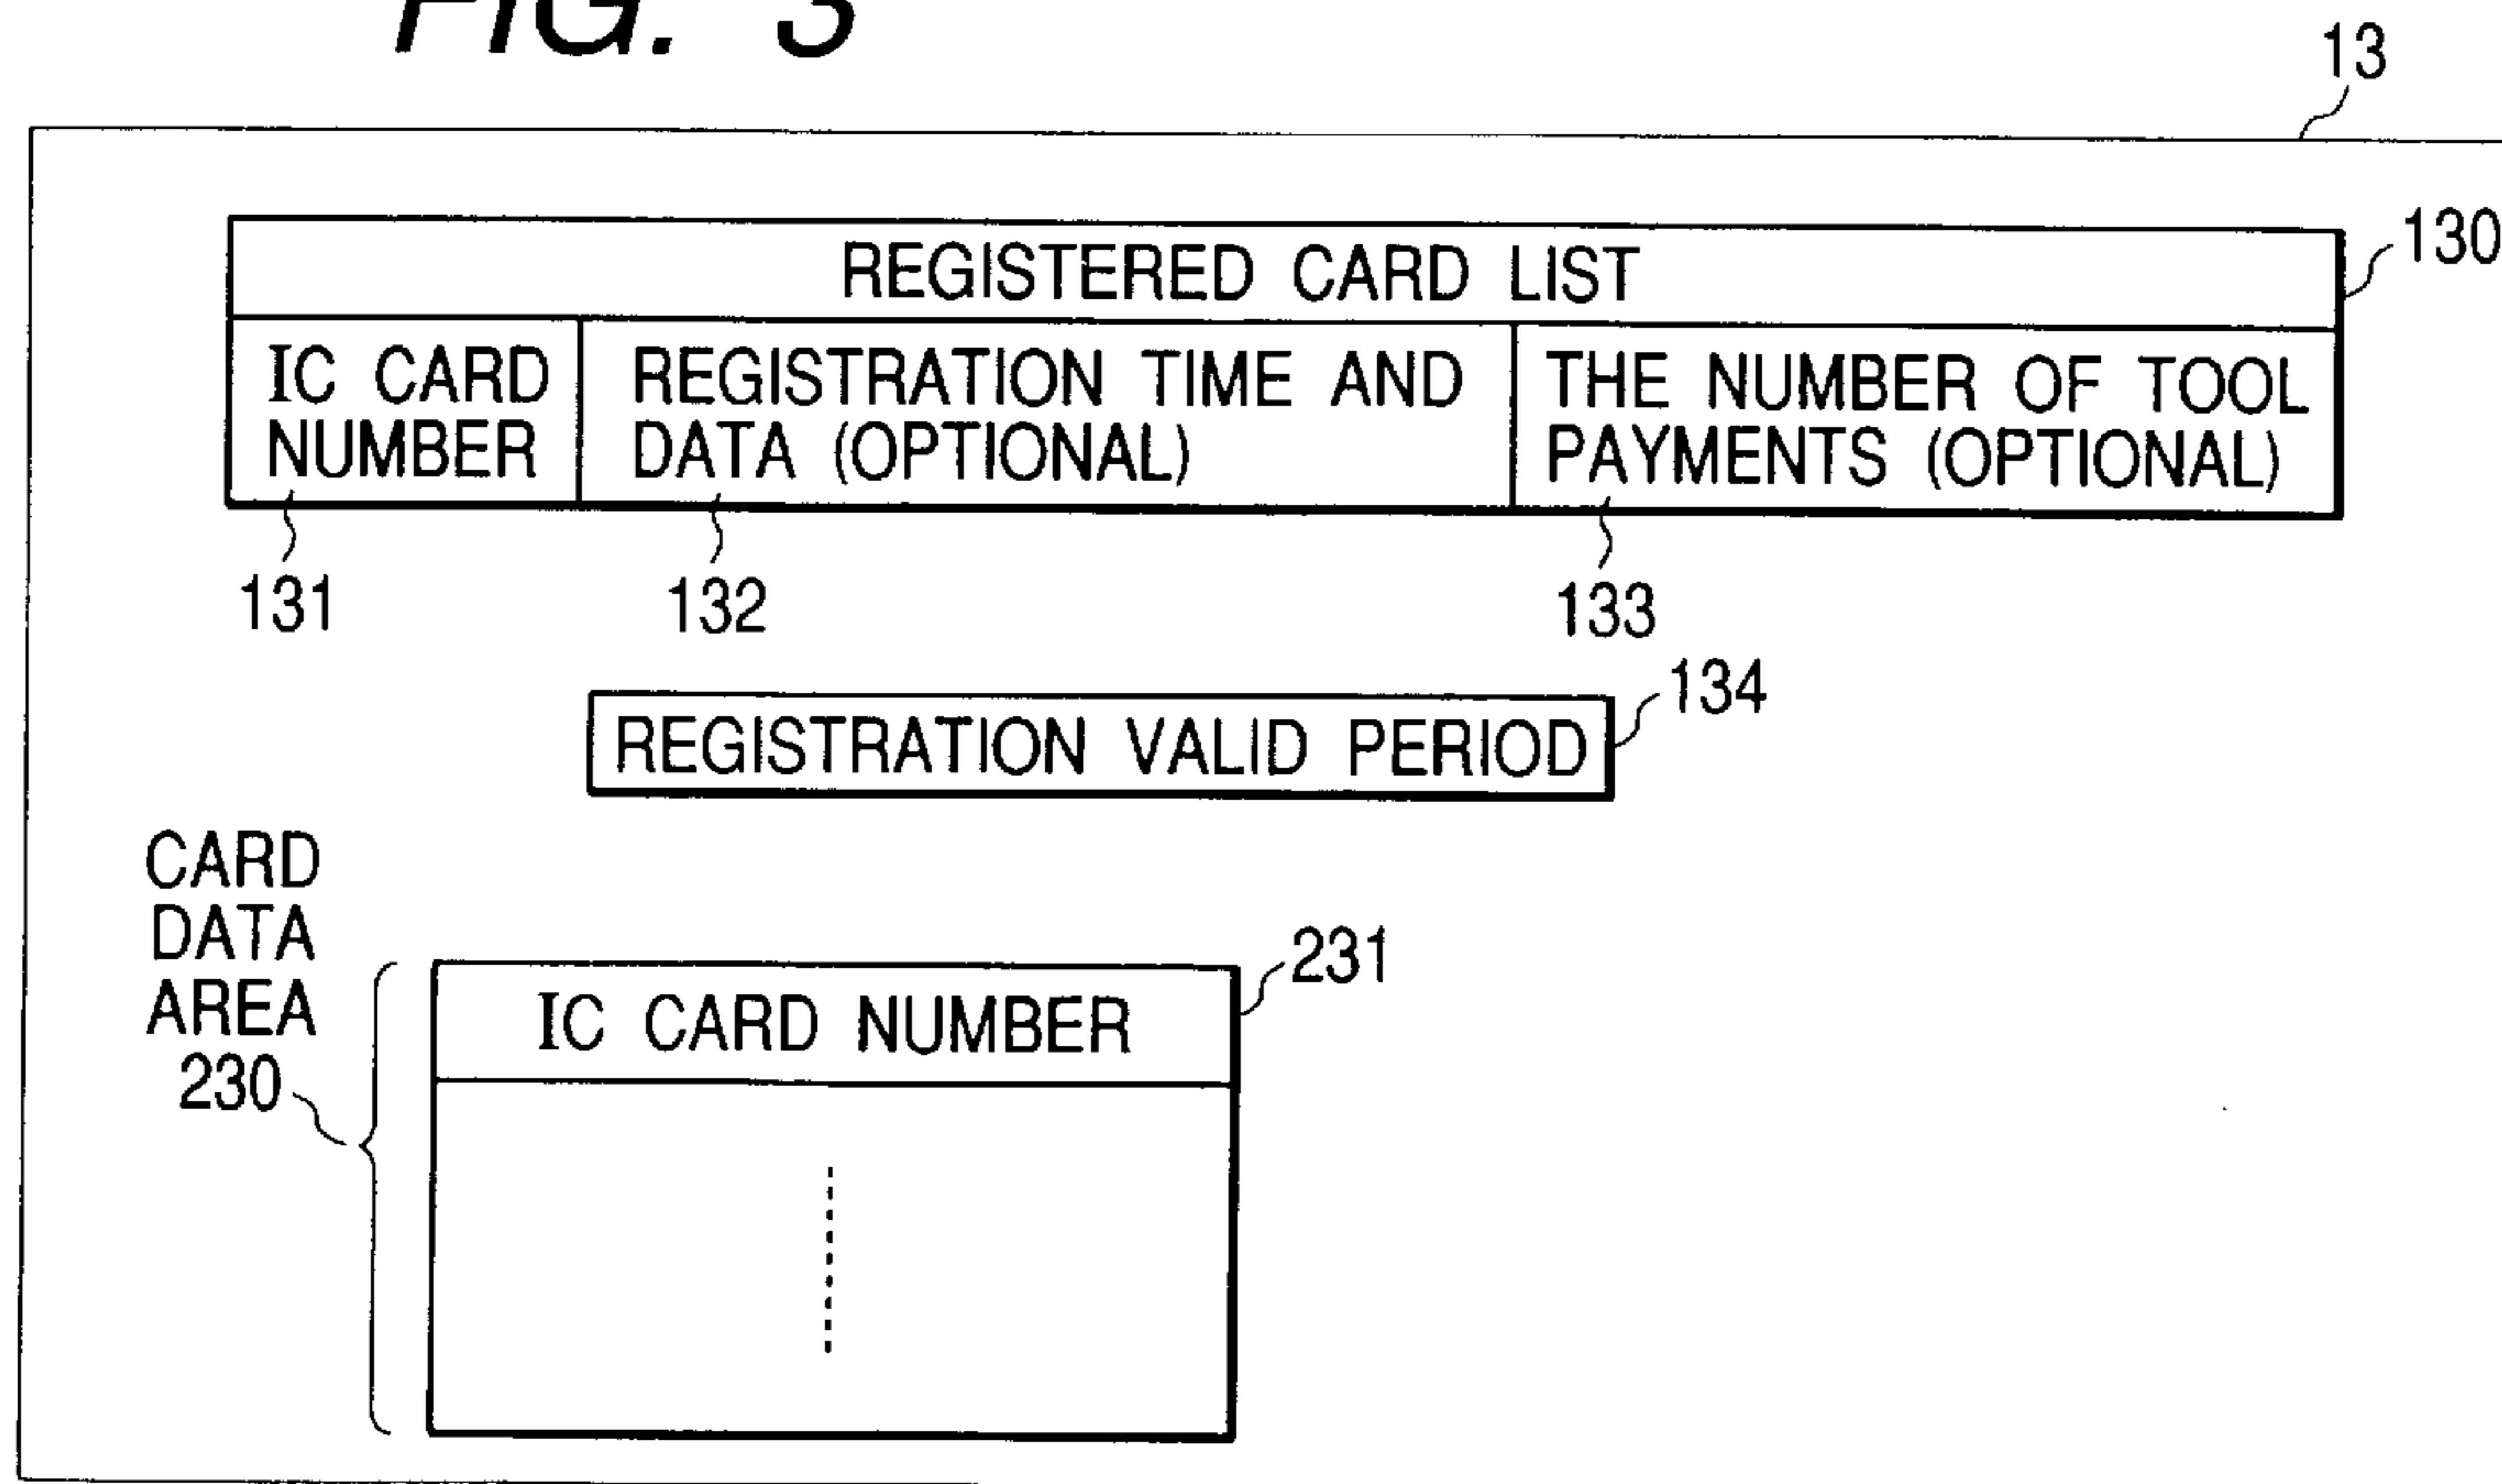 FIG. 3
13
REGISTERED CARD LIST
130
IC CARD
NUMBER
REGISTRATION TIME AND
DATA (OPTIONAL)
THE NUMBER OF TOOL
PAYMENTS (OPTIONAL)
131
132
133
REGISTRATION VALID PERIOD
134
CARD
DATA
AREA
230
IC CARD NUMBER
231